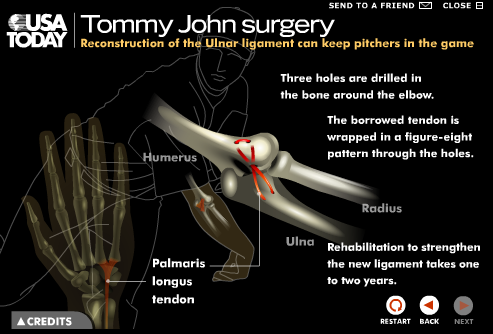 SEND TO A FRIEND CLOSE
USA
TODAY
Tommy John surgery
Reconstruction of the Ulnar ligament can keep pitchers in the game
Three holes are drilled in
the bone around the elbow.
The borrowed tendon is
wrapped in a figure-eight
pattern through the holes.
Humerus
Radius
Ulna
Palmaris
longus
tendon
Rehabilitation to strengthen
the new ligament takes one
to two years.
CREDITS
RESTART BACK NEXT